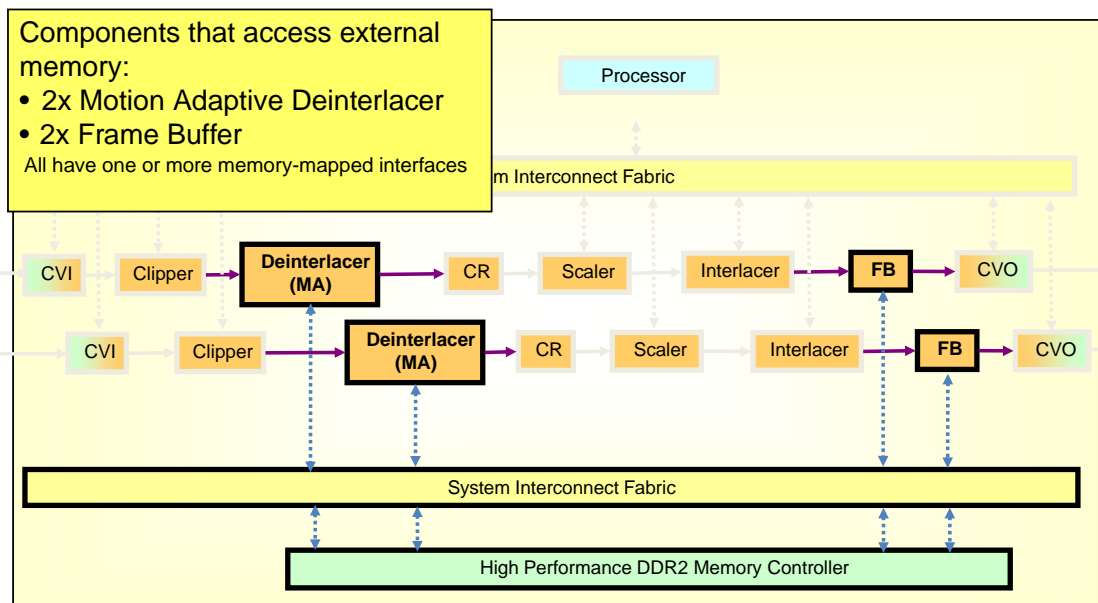 Components that access external
memory:
• 2x Motion Adaptive Deinterlacer
• 2x Frame Buffer
All have one or more memory-mapped interfaces
Processor
m Interconnect Fabric
CVI
Clipper
Deinterlacer
(MA)
CR
Scaler
Interlacer
FB
CVO
CVI
Clipper
Deinterlacer
(MA)
CR
Scaler
Interlacer
FB
CVO
System Interconnect Fabric
High Performance DDR2 Memory Controller